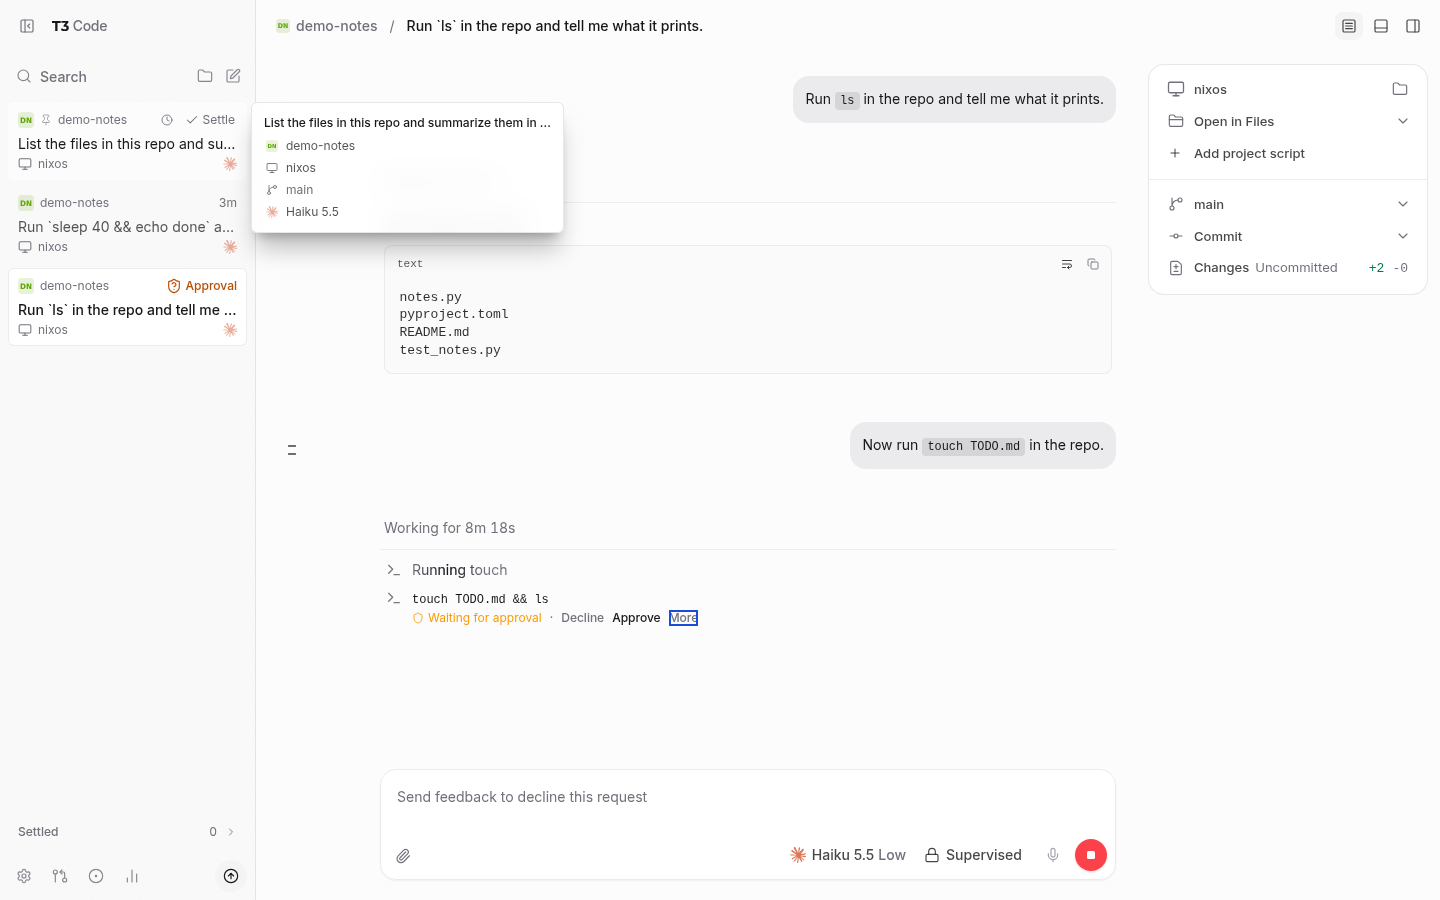 T3 Code
Search
DN demo-notes Settle
List the files in this repo and su...
nixos
DN demo-notes 3m
Run `sleep 40 && echo done` a...
nixos
DN demo-notes Approval
Run `ls` in the repo and tell me ...
nixos
Settled 0
DN demo-notes / Run `ls` in the repo and tell me what it prints.
List the files in this repo and summarize them in ...
DN demo-notes
nixos
main
Haiku 5.5
Run ls in the repo and tell me what it prints.
text
notes.py
pyproject.toml
README.md
test_notes.py
Now run touch TODO.md in the repo.
Working for 8m 18s
Running touch
touch TODO.md && ls
Waiting for approval · Decline Approve More
Send feedback to decline this request
Haiku 5.5 Low Supervised
nixos
Open in Files
Add project script
main
Commit
Changes Uncommitted +2 -0